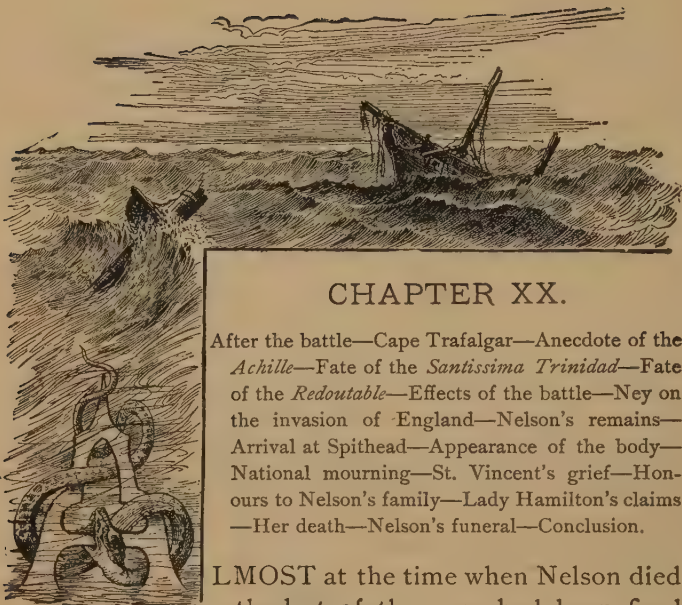 CHAPTER XX.
After the battle—Cape Trafalgar—Anecdote of the
Achille—Fate of the Santissima Trinidad—Fate
of the Redoutable—Effects of the battle—Ney on
the invasion of England—Nelson's remains—
Arrival at Spithead—Appearance of the body—
National mourning—St. Vincent's grief—Hon-
ours to Nelson's family—Lady Hamilton's claims
—Her death—Nelson's funeral—Conclusion.
ALMOST at the time when Nelson died